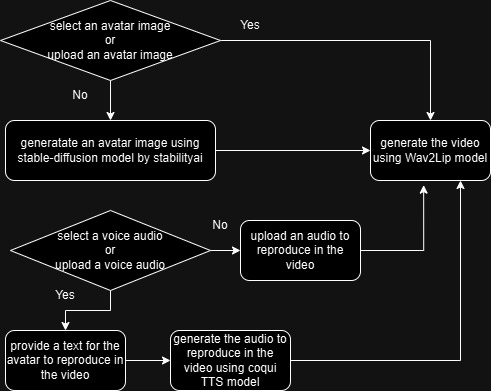 select an avatar image
or
upload an avatar image
Yes
No
generatate an avatar image using
stable-diffusion model by stabilityai
generate the video
using Wav2Lip model
select a voice audio
or
upload a voice audio
No
upload an audio to
reproduce in the
video
Yes
provide a text for the
avatar to reproduce in
the video
generate the audio to
reproduce in the
video using coqui
TTS model